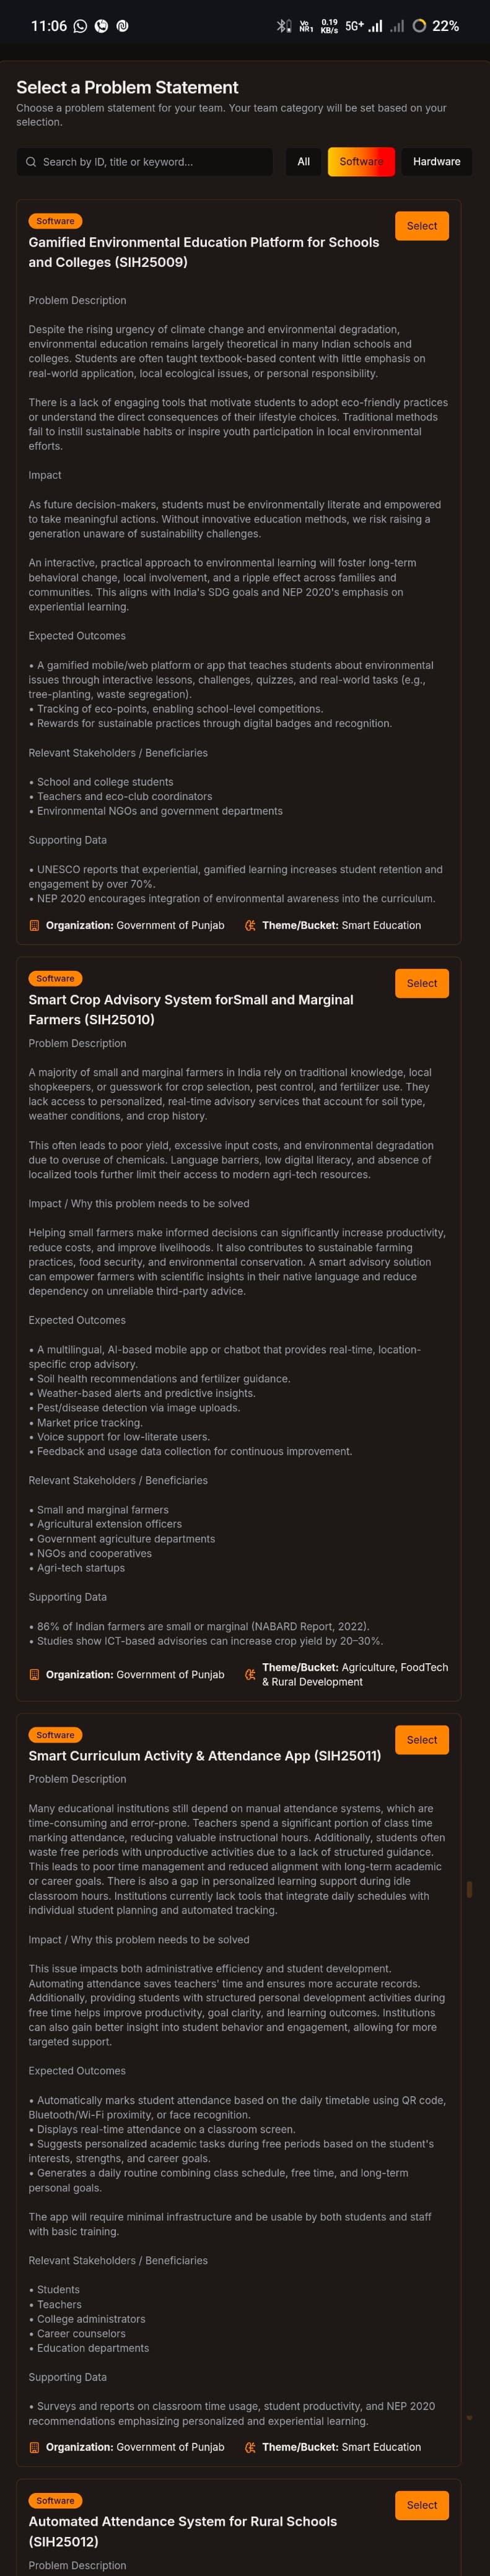 11:06
Vo
NR1
0.19
KB/s
5G+
22%
Select a Problem Statement
Choose a problem statement for your team. Your team category will be set based on your
selection.
Search by ID, title or keyword...
All
Software
Hardware
Software
Select
Gamified Environmental Education Platform for Schools
and Colleges (SIH25009)
Problem Description
Despite the rising urgency of climate change and environmental degradation,
environmental education remains largely theoretical in many Indian schools and
colleges. Students are often taught textbook-based content with little emphasis on
real-world application, local ecological issues, or personal responsibility.
There is a lack of engaging tools that motivate students to adopt eco-friendly practices
or understand the direct consequences of their lifestyle choices. Traditional methods
fail to instill sustainable habits or inspire youth participation in local environmental
efforts.
Impact
As future decision-makers, students must be environmentally literate and empowered
to take meaningful actions. Without innovative education methods, we risk raising a
generation unaware of sustainability challenges.
An interactive, practical approach to environmental learning will foster long-term
behavioral change, local involvement, and a ripple effect across families and
communities. This aligns with India's SDG goals and NEP 2020's emphasis on
experiential learning.
Expected Outcomes
• A gamified mobile/web platform or app that teaches students about environmental
issues through interactive lessons, challenges, quizzes, and real-world tasks (e.g.,
tree-planting, waste segregation).
• Tracking of eco-points, enabling school-level competitions.
• Rewards for sustainable practices through digital badges and recognition.
Relevant Stakeholders / Beneficiaries
• School and college students
• Teachers and eco-club coordinators
• Environmental NGOs and government departments
Supporting Data
• UNESCO reports that experiential, gamified learning increases student retention and
engagement by over 70%.
• NEP 2020 encourages integration of environmental awareness into the curriculum.
Organization: Government of Punjab
Theme/Bucket: Smart Education
Software
Select
Smart Crop Advisory System forSmall and Marginal
Farmers (SIH25010)
Problem Description
A majority of small and marginal farmers in India rely on traditional knowledge, local
shopkeepers, or guesswork for crop selection, pest control, and fertilizer use. They
lack access to personalized, real-time advisory services that account for soil type,
weather conditions, and crop history.
This often leads to poor yield, excessive input costs, and environmental degradation
due to overuse of chemicals. Language barriers, low digital literacy, and absence of
localized tools further limit their access to modern agri-tech resources.
Impact / Why this problem needs to be solved
Helping small farmers make informed decisions can significantly increase productivity,
reduce costs, and improve livelihoods. It also contributes to sustainable farming
practices, food security, and environmental conservation. A smart advisory solution
can empower farmers with scientific insights in their native language and reduce
dependency on unreliable third-party advice.
Expected Outcomes
• A multilingual, AI-based mobile app or chatbot that provides real-time, location-
specific crop advisory.
• Soil health recommendations and fertilizer guidance.
• Weather-based alerts and predictive insights.
• Pest/disease detection via image uploads.
• Market price tracking.
• Voice support for low-literate users.
• Feedback and usage data collection for continuous improvement.
Relevant Stakeholders / Beneficiaries
• Small and marginal farmers
• Agricultural extension officers
• Government agriculture departments
• NGOs and cooperatives
• Agri-tech startups
Supporting Data
• 86% of Indian farmers are small or marginal (NABARD Report, 2022).
• Studies show ICT-based advisories can increase crop yield by 20–30%.
Organization: Government of Punjab
Theme/Bucket: Agriculture, FoodTech
& Rural Development
Software
Select
Smart Curriculum Activity & Attendance App (SIH25011)
Problem Description
Many educational institutions still depend on manual attendance systems, which are
time-consuming and error-prone. Teachers spend a significant portion of class time
marking attendance, reducing valuable instructional hours. Additionally, students often
waste free periods with unproductive activities due to a lack of structured guidance.
This leads to poor time management and reduced alignment with long-term academic
or career goals. There is also a gap in personalized learning support during idle
classroom hours. Institutions currently lack tools that integrate daily schedules with
individual student planning and automated tracking.
Impact / Why this problem needs to be solved
This issue impacts both administrative efficiency and student development.
Automating attendance saves teachers' time and ensures more accurate records.
Additionally, providing students with structured personal development activities during
free time helps improve productivity, goal clarity, and learning outcomes. Institutions
can also gain better insight into student behavior and engagement, allowing for more
targeted support.
Expected Outcomes
• Automatically marks student attendance based on the daily timetable using QR code,
Bluetooth/Wi-Fi proximity, or face recognition.
• Displays real-time attendance on a classroom screen.
• Suggests personalized academic tasks during free periods based on the student's
interests, strengths, and career goals.
• Generates a daily routine combining class schedule, free time, and long-term
personal goals.
The app will require minimal infrastructure and be usable by both students and staff
with basic training.
Relevant Stakeholders / Beneficiaries
• Students
• Teachers
• College administrators
• Career counselors
• Education departments
Supporting Data
• Surveys and reports on classroom time usage, student productivity, and NEP 2020
recommendations emphasizing personalized and experiential learning.
Organization: Government of Punjab
Theme/Bucket: Smart Education
Software
Select
Automated Attendance System for Rural Schools
(SIH25012)
Problem Description